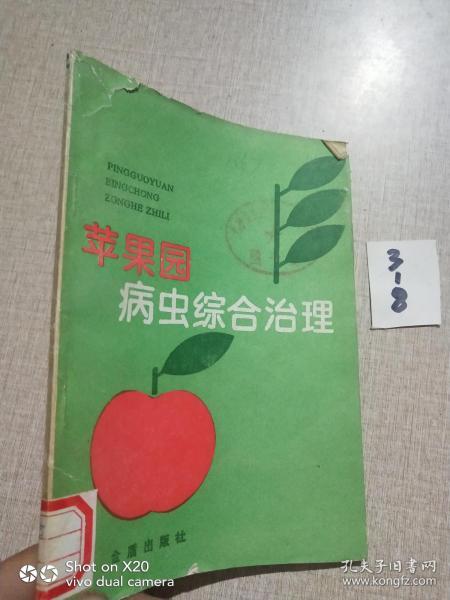 PINGGUOYUAN
BINGCHONG
ZONGHE ZHILI
苹果园
病虫综合治理
金盾出版社
3-8
SHOT ON X20
vivo dual camera
孔夫子旧书网
www.kongfz.com